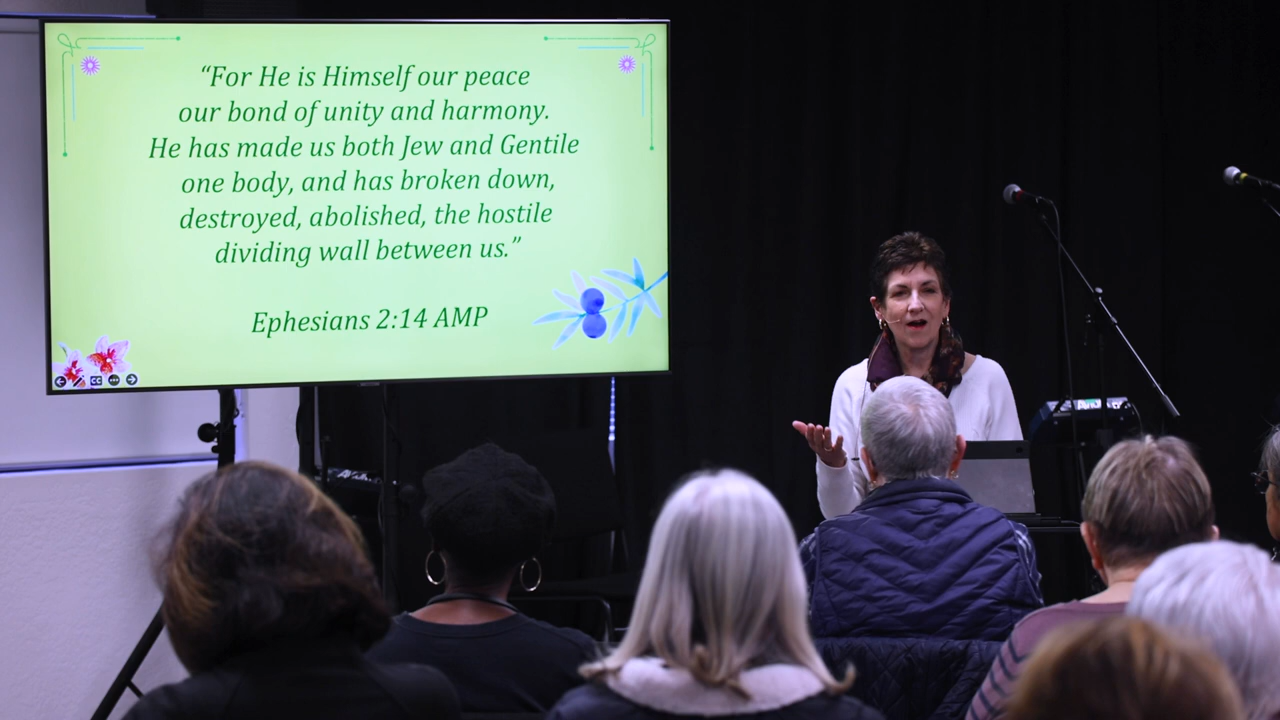 “For He is Himself our peace
our bond of unity and harmony.
He has made us both Jew and Gentile
one body, and has broken down,
destroyed, abolished, the hostile
dividing wall between us.”
Ephesians 2:14 AMP
CC